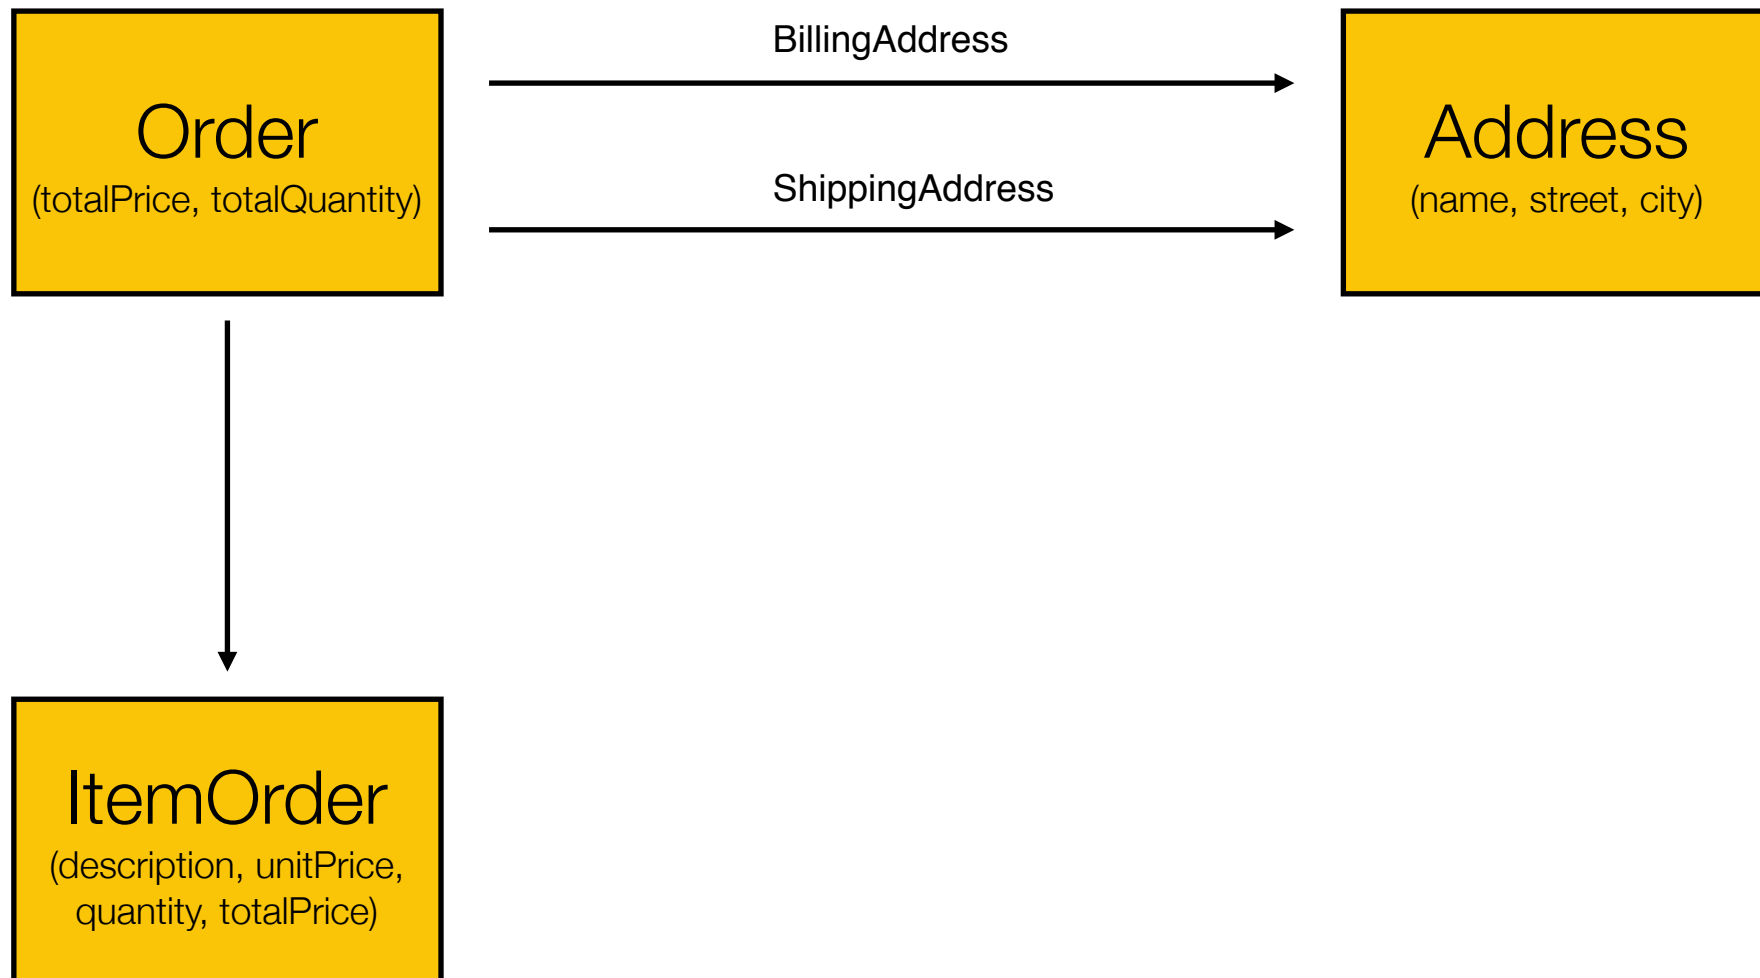 BillingAddress
Order
(totalPrice, totalQuantity)
Address
(name, street, city)
ShippingAddress
ItemOrder
(description, unitPrice,
quantity, totalPrice)